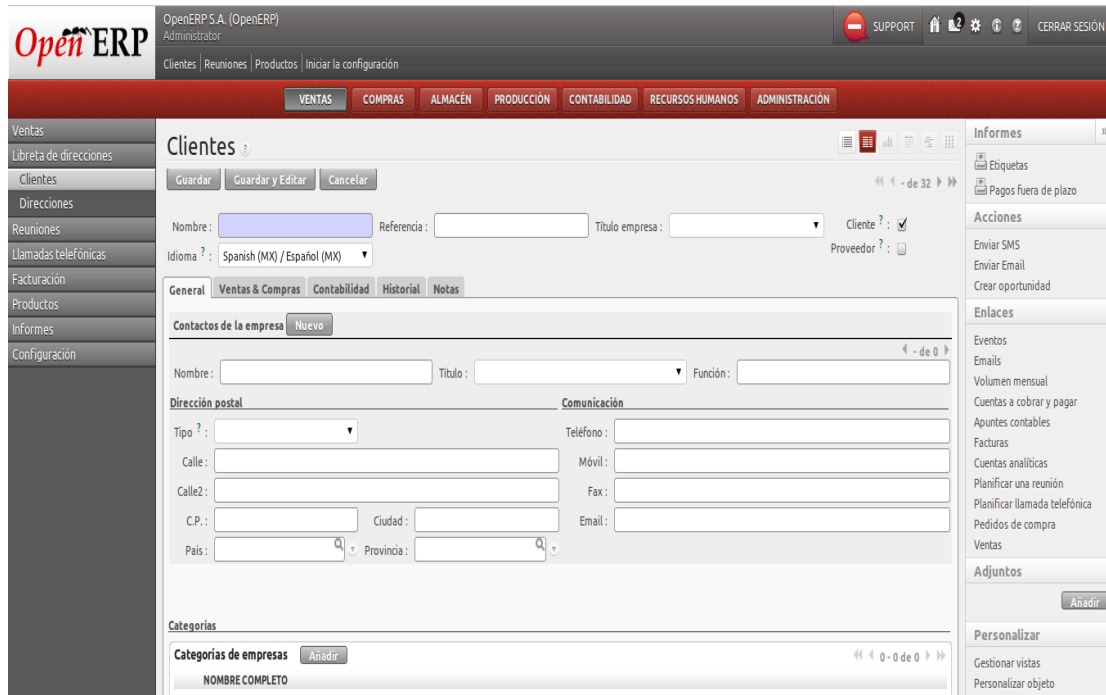 Open ERP
OpenERP S.A. (OpenERP)
Administrator
SUPPORT 2 CERRAR SESIÓN
Clientes | Reuniones | Productos | Iniciar la configuración
VENTAS COMPRAS ALMACÉN PRODUCCIÓN CONTABILIDAD RECURSOS HUMANOS ADMINISTRACIÓN
Ventas
Libreta de direcciones
Clientes
Direcciones
Reuniones
Llamadas telefónicas
Facturación
Productos
Informes
Configuración
Clientes ?
Guardar Guardar y Editar Cancelar
- de 32
Nombre : Referencia : Título empresa : Cliente ? :
Idioma ? : Spanish (MX) / Español (MX) Proveedor ? :
General Ventas & Compras Contabilidad Historial Notas
Contactos de la empresa Nuevo
- de 0
Nombre : Título : Función :
Dirección postal Comunicación
Tipo ? : Teléfono :
Calle : Móvil :
Calle2 : Fax :
C.P. : Ciudad : Email :
País : Provincia :
Categorías
Categorías de empresas Añadir 0 - 0 de 0
NOMBRE COMPLETO
Informes »
Etiquetas
Pagos fuera de plazo
Acciones
Enviar SMS
Enviar Email
Crear oportunidad
Enlaces
Eventos
Emails
Volumen mensual
Cuentas a cobrar y pagar
Apuntes contables
Facturas
Cuentas analíticas
Planificar una reunión
Planificar llamada telefónica
Pedidos de compra
Ventas
Adjuntos
Añadir
Personalizar
Gestionar vistas
Personalizar objeto